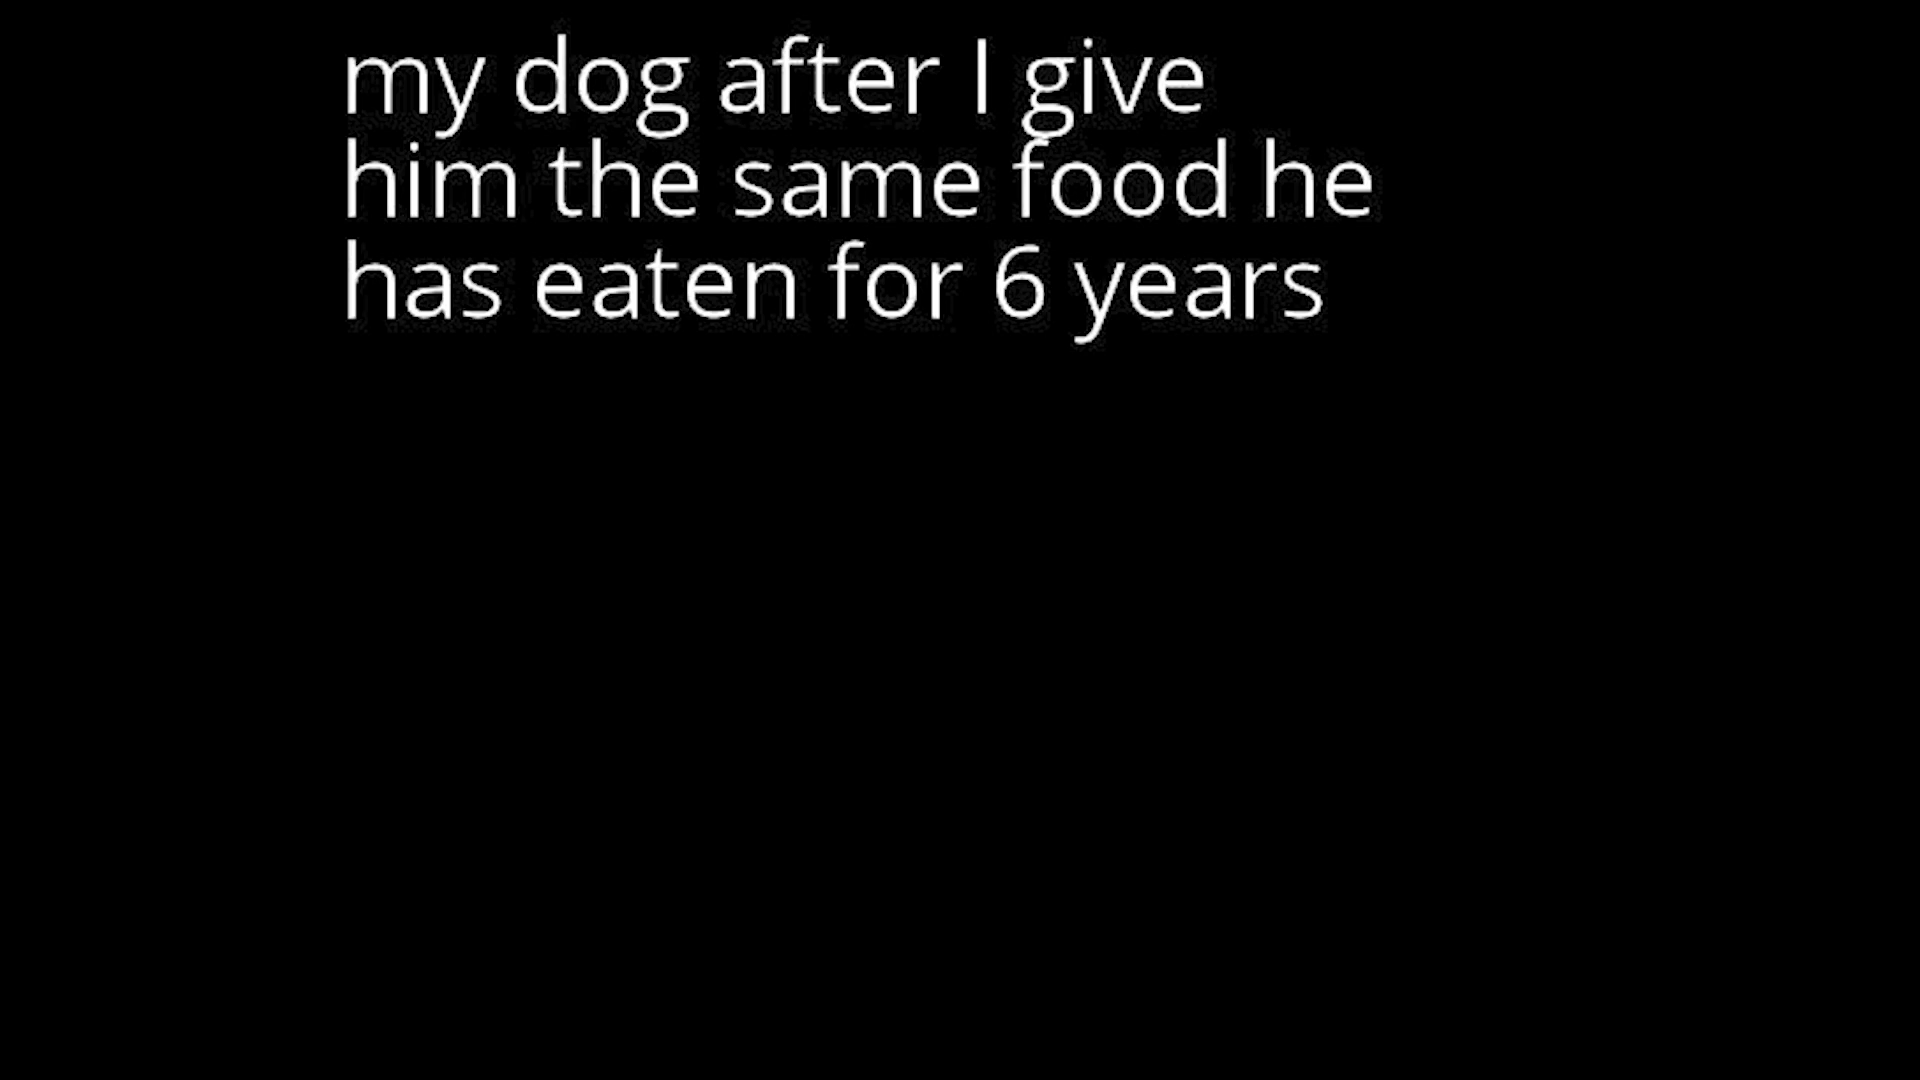 my dog after I give
him the same food he
has eaten for 6 years